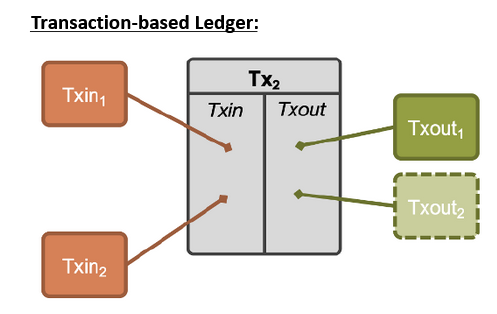 Transaction-based Ledger:
Tx₂
Txin Txout
Txin₁
Txout₁
Txout₂
Txin₂